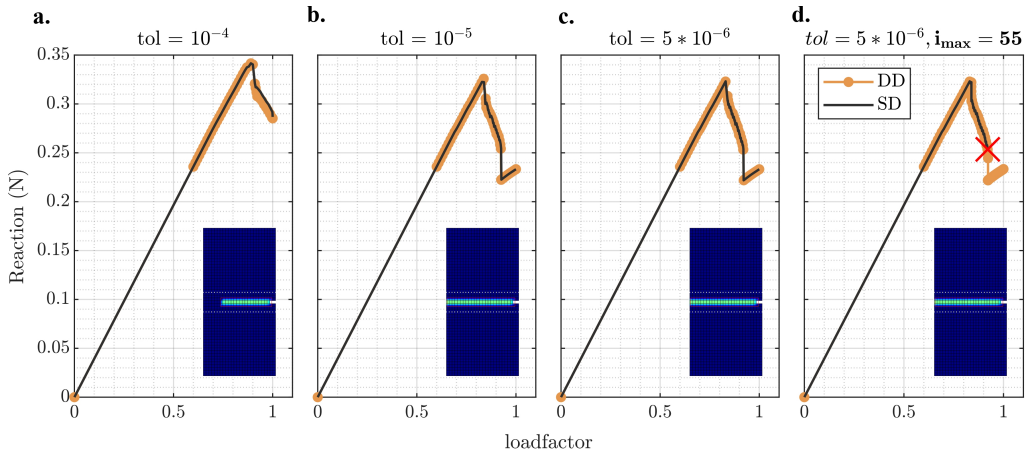 a.
b.
c.
d.
tol = 10⁻⁴
tol = 10⁻⁵
tol = 5 * 10⁻⁶
tol = 5 * 10⁻⁶, i_max = 55
0.35
0.3
0.25
0.2
0.15
0.1
0.05
0
Reaction (N)
DD
SD
0 0.5 1
0 0.5 1
0 0.5 1
0 0.5 1
loadfactor